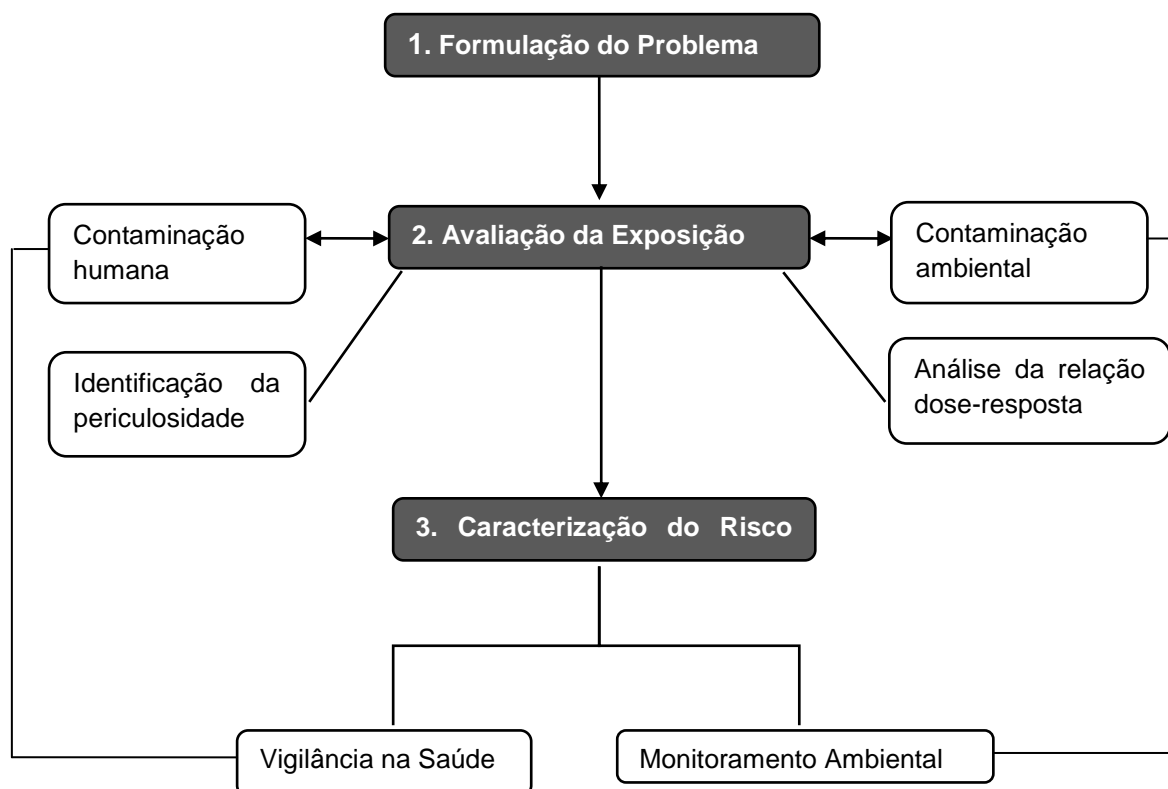 1. Formulação do Problema
Contaminação
humana
2. Avaliação da Exposição
Contaminação
ambiental
Identificação da
periculosidade
Análise da relação
dose-resposta
3. Caracterização do Risco
Vigilância na Saúde
Monitoramento Ambiental